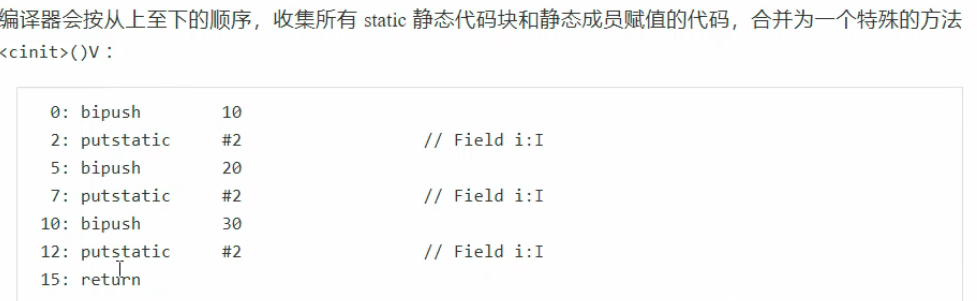 编译器会按从上至下的顺序，收集所有 static 静态代码块和静态成员赋值的代码，合并为一个特殊的方法
<cinit>()V ：
0: bipush 10
2: putstatic #2 // Field i:I
5: bipush 20
7: putstatic #2 // Field i:I
10: bipush 30
12: putstatic #2 // Field i:I
15: return